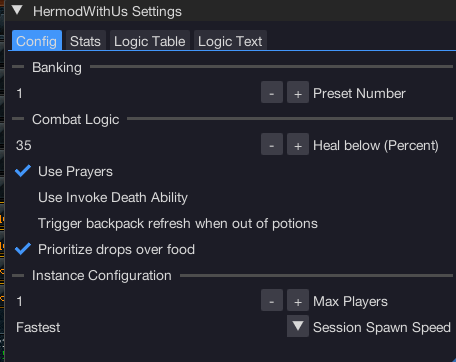 ▼ HermodWithUs Settings
Config Stats Logic Table Logic Text
Banking
1 - + Preset Number
Combat Logic
35 - + Heal below (Percent)
Use Prayers
Use Invoke Death Ability
Trigger backpack refresh when out of potions
Prioritize drops over food
Instance Configuration
1 - + Max Players
Fastest ▼ Session Spawn Speed